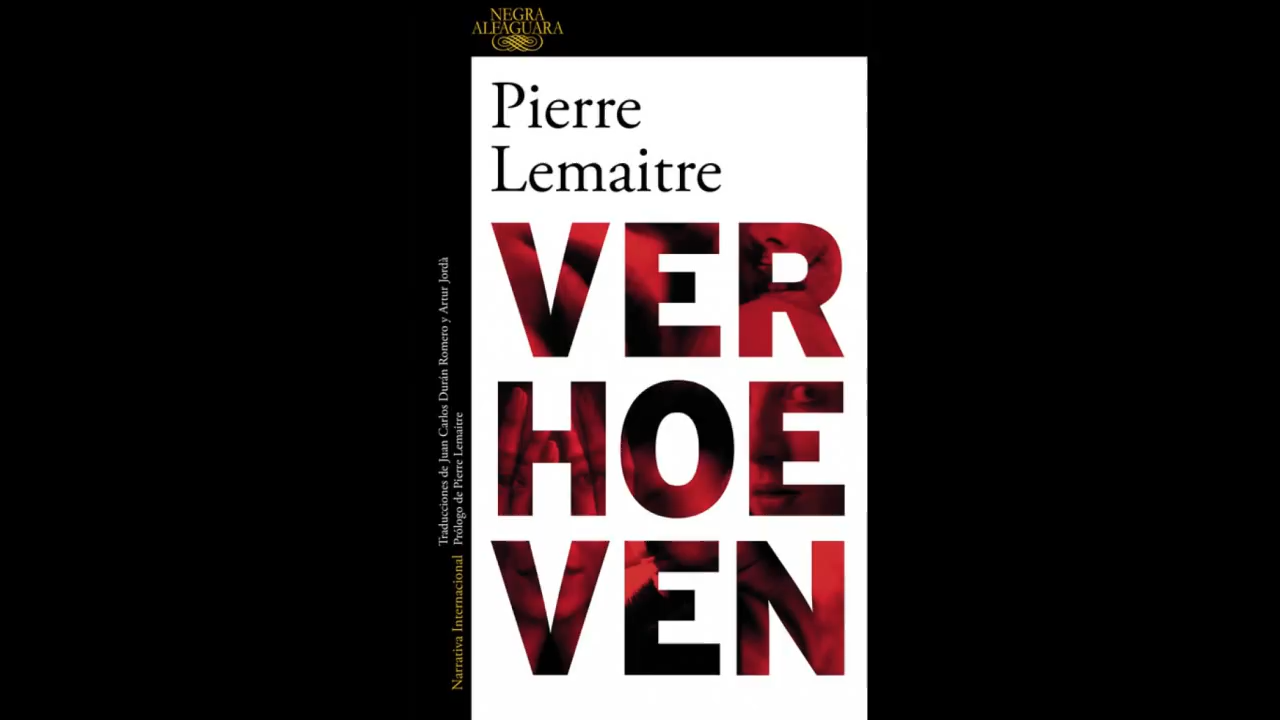 NEGRA
ALFAGUARA
Pierre
Lemaitre
VER
HOE
VEN
Traducciones de Juan Carlos Durán Romero y Artur Jordà
Prólogo de Pierre Lemaitre
Narrativa Internacional